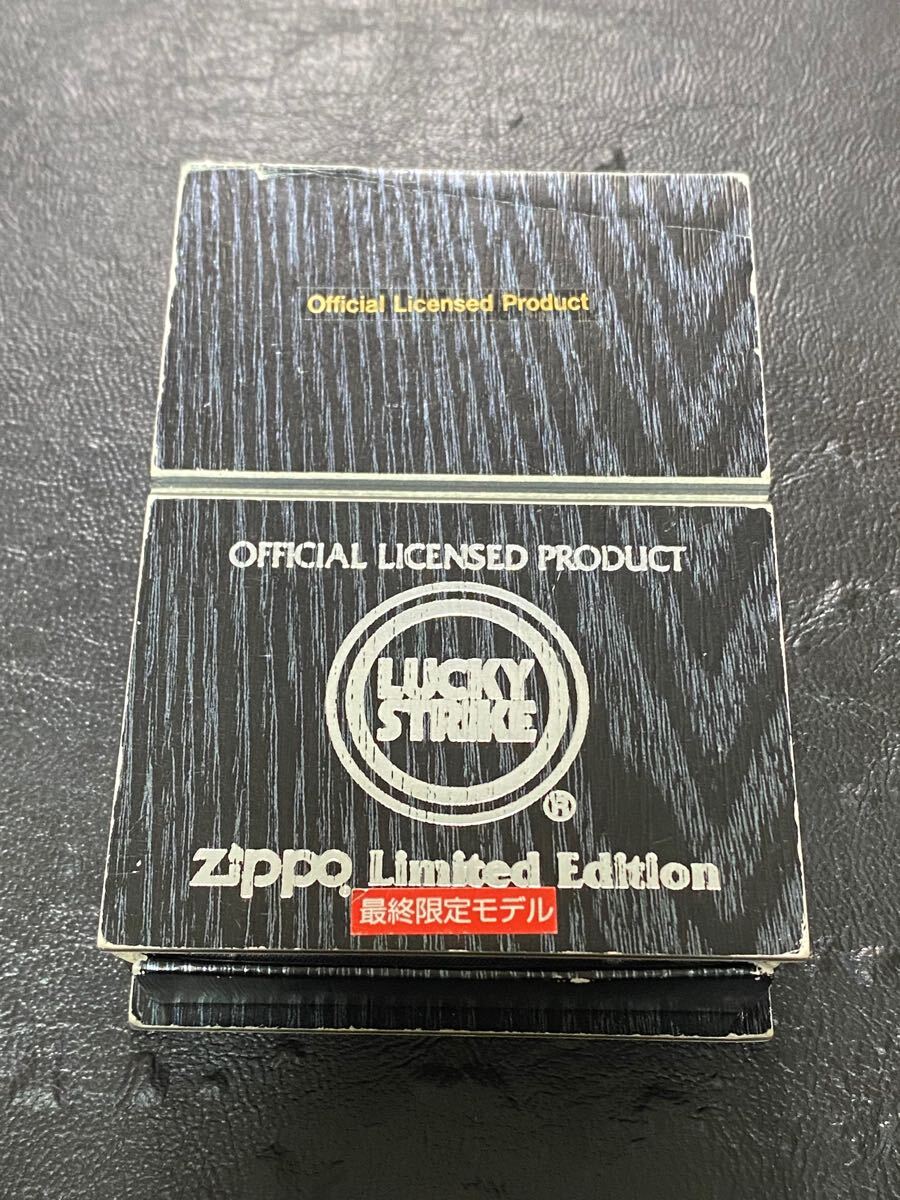 Official Licensed Product
OFFICIAL LICENSED PRODUCT
LUCKY
STRIKE
®
Zippo® Limited Edition
最終限定モデル